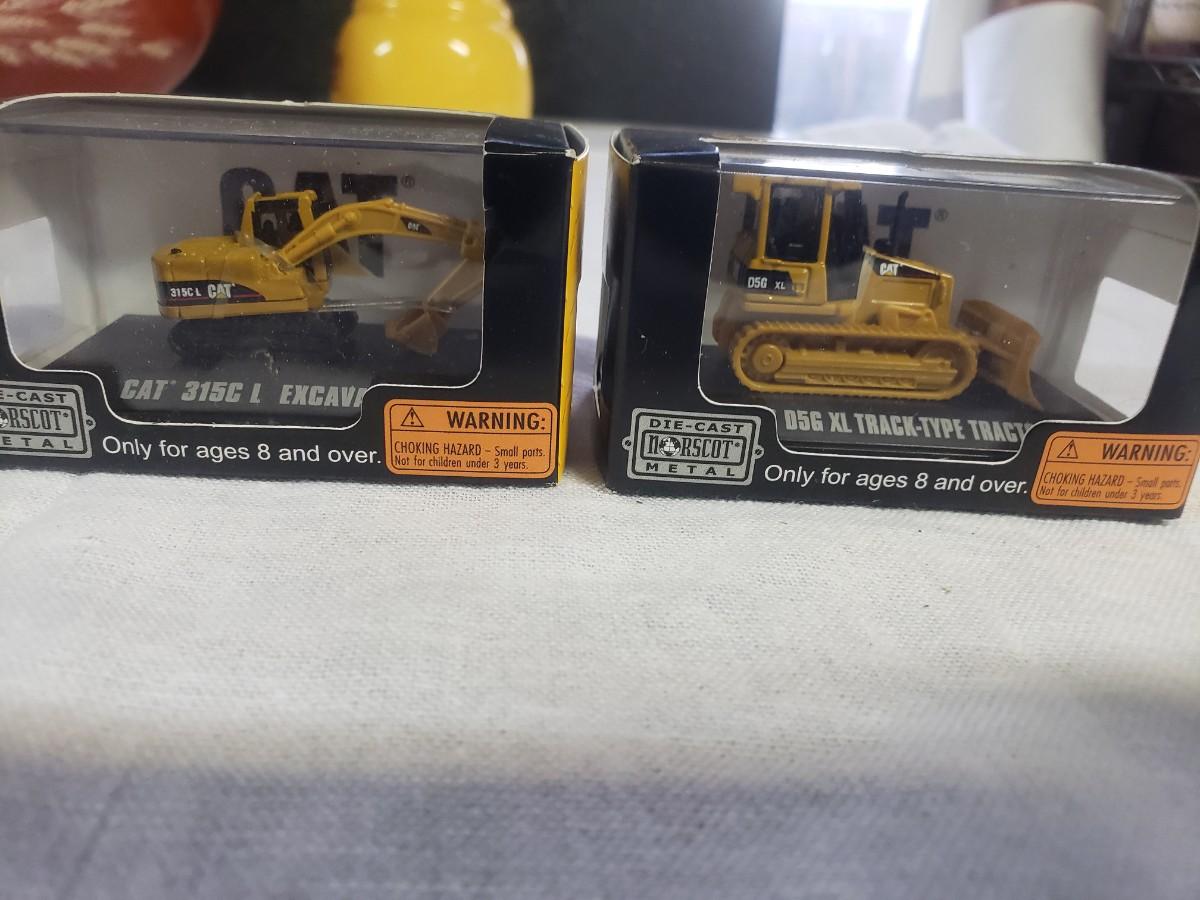 CAT®
315C L CAT
CAT
CAT® 315C L EXCAV
DIE-CAST
NORSCOT®
METAL
Only for ages 8 and over.
WARNING:
CHOKING HAZARD – Small parts.
Not for children under 3 years.
T®
D5G XL
CAT
D5G XL TRACK-TYPE TRACT
DIE-CAST
NORSCOT®
METAL
Only for ages 8 and over.
WARNING:
CHOKING HAZARD – Small parts.
Not for children under 3 years.